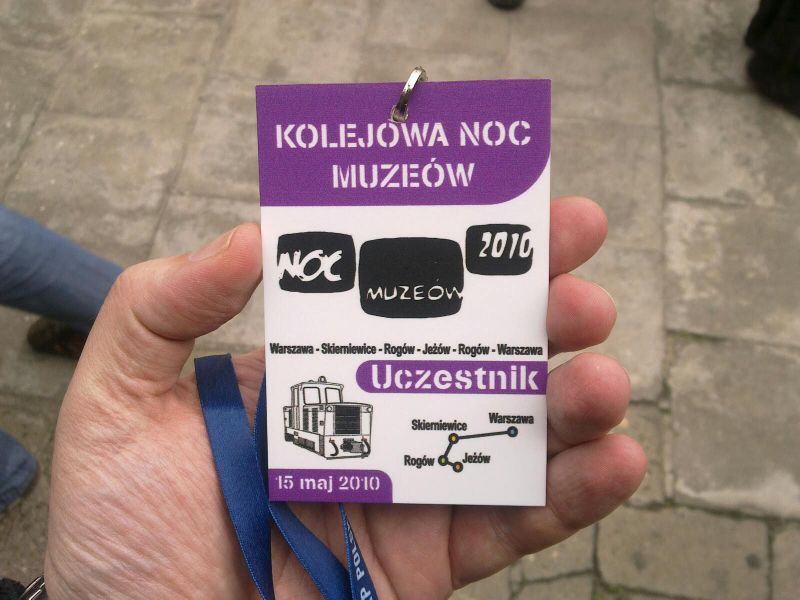 KOLEJOWA NOC
MUZEÓW
NOC
MUZEÓW
2010
Warszawa - Skierniewice - Rogów - Jeżów - Rogów - Warszawa
Uczestnik
Skierniewice
Warszawa
Rogów
Jeżów
15 maj 2010